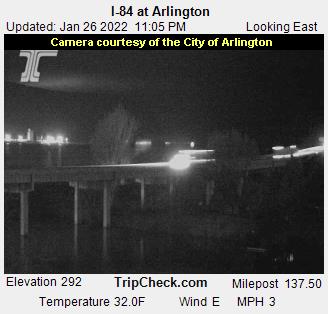 I-84 at Arlington
Updated: Jan 26 2022 11:05 PM Looking East
Camera courtesy of the City of Arlington
Elevation 292 TripCheck.com Milepost 137.50
Temperature 32.0F Wind E MPH 3